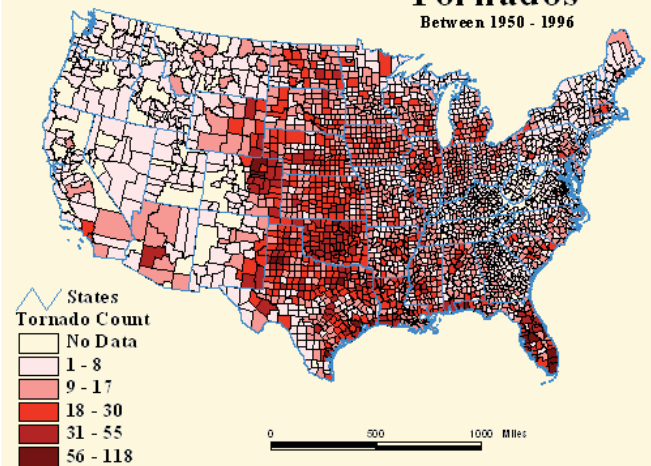 Tornados
Between 1950 - 1996
States
Tornado Count
No Data
1 - 8
9 - 17
18 - 30
31 - 55
56 - 118
0 500 1000 Miles